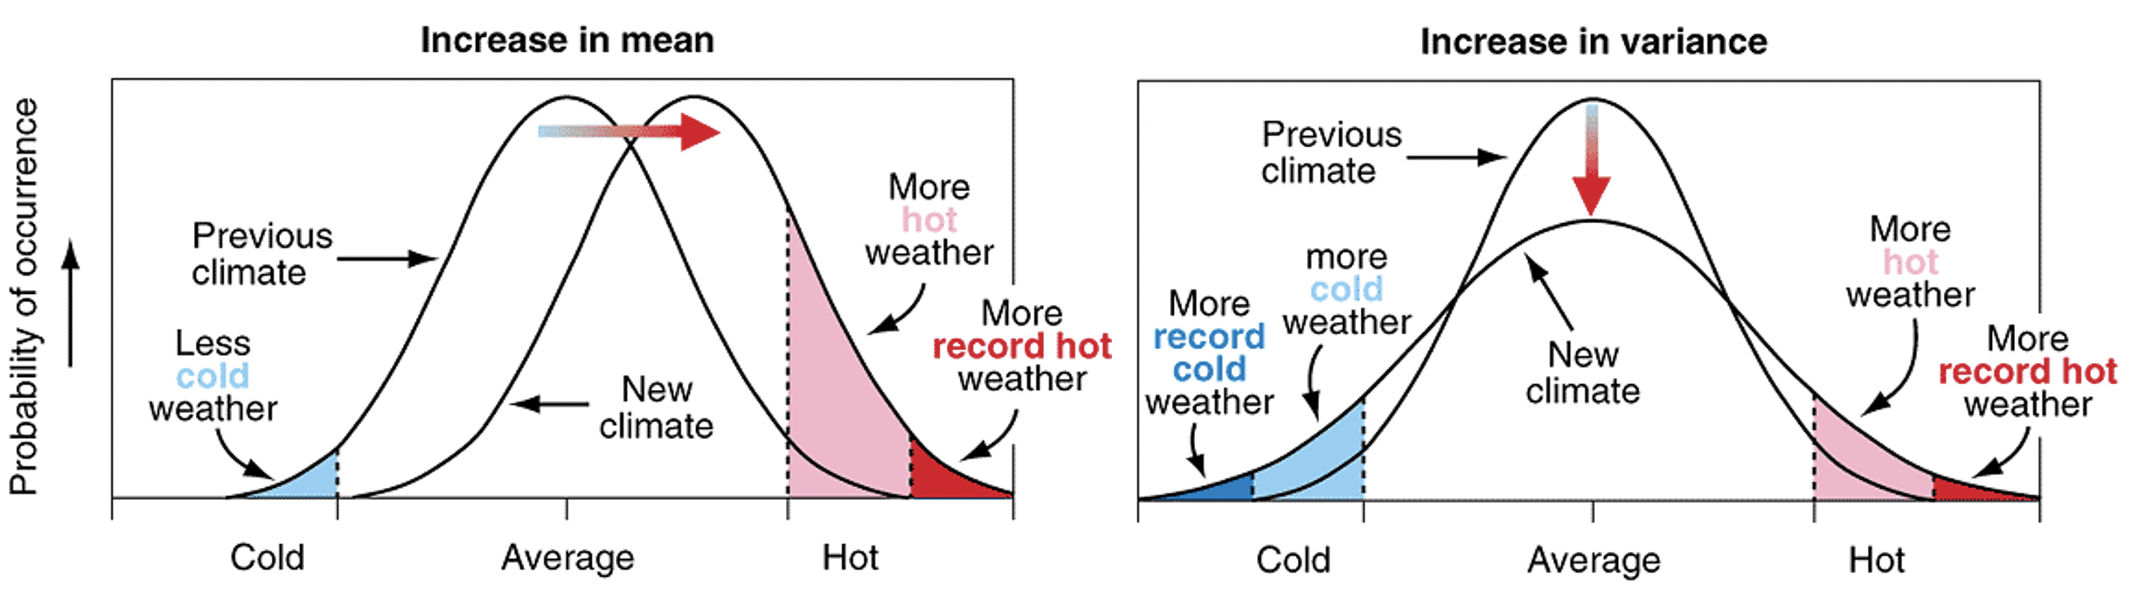 Increase in mean
Probability of occurrence
Previous
climate
Less
cold
weather
New
climate
More
hot
weather
More
record hot
weather
Cold
Average
Hot
Increase in variance
Previous
climate
more
cold
weather
More
record
cold
weather
New
climate
More
hot
weather
More
record hot
weather
Cold
Average
Hot